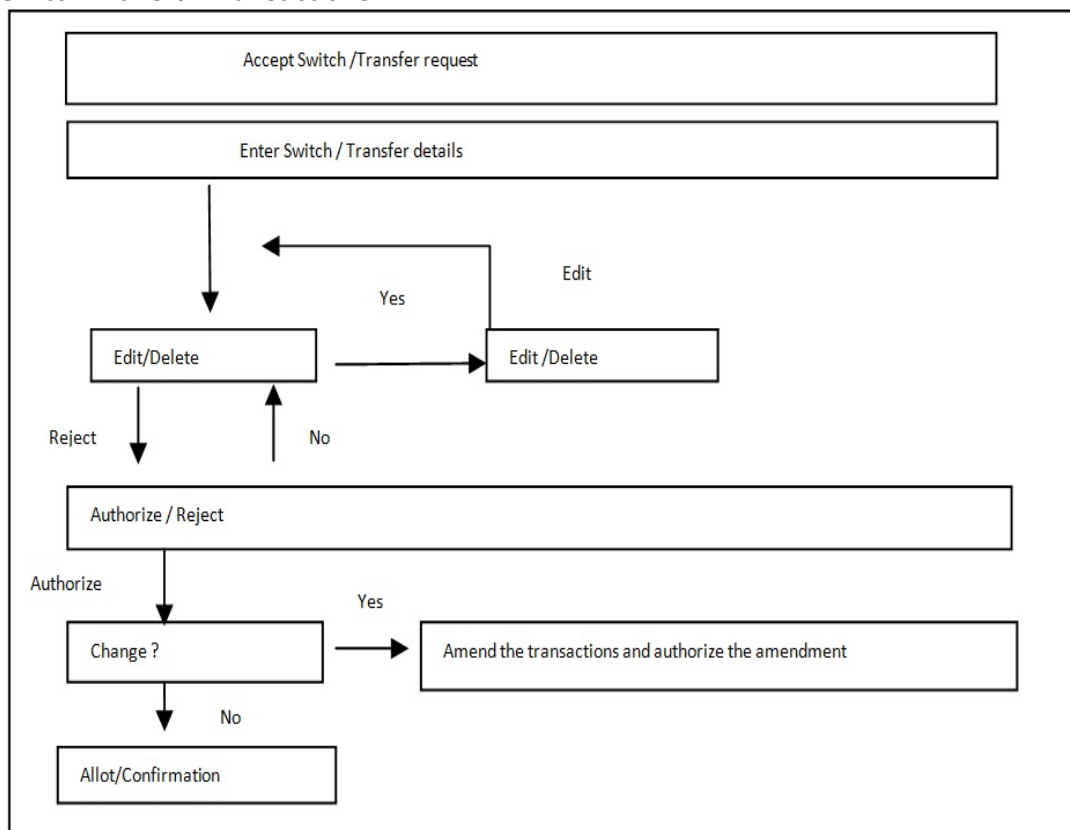 Accept Switch /Transfer request
Enter Switch / Transfer details
Edit
Yes
Edit/Delete
Edit /Delete
Reject
No
Authorize / Reject
Authorize
Yes
Change ?
Amend the transactions and authorize the amendment
No
Allot/Confirmation